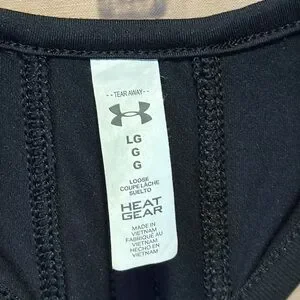 --TEAR AWAY--
LG
G
G
LOOSE
COUPE LÂCHE
SUELTO
HEAT
GEAR
MADE IN
VIETNAM
FABRIQUÉ AU
VIETNAM
HECHO EN
VIETNAM